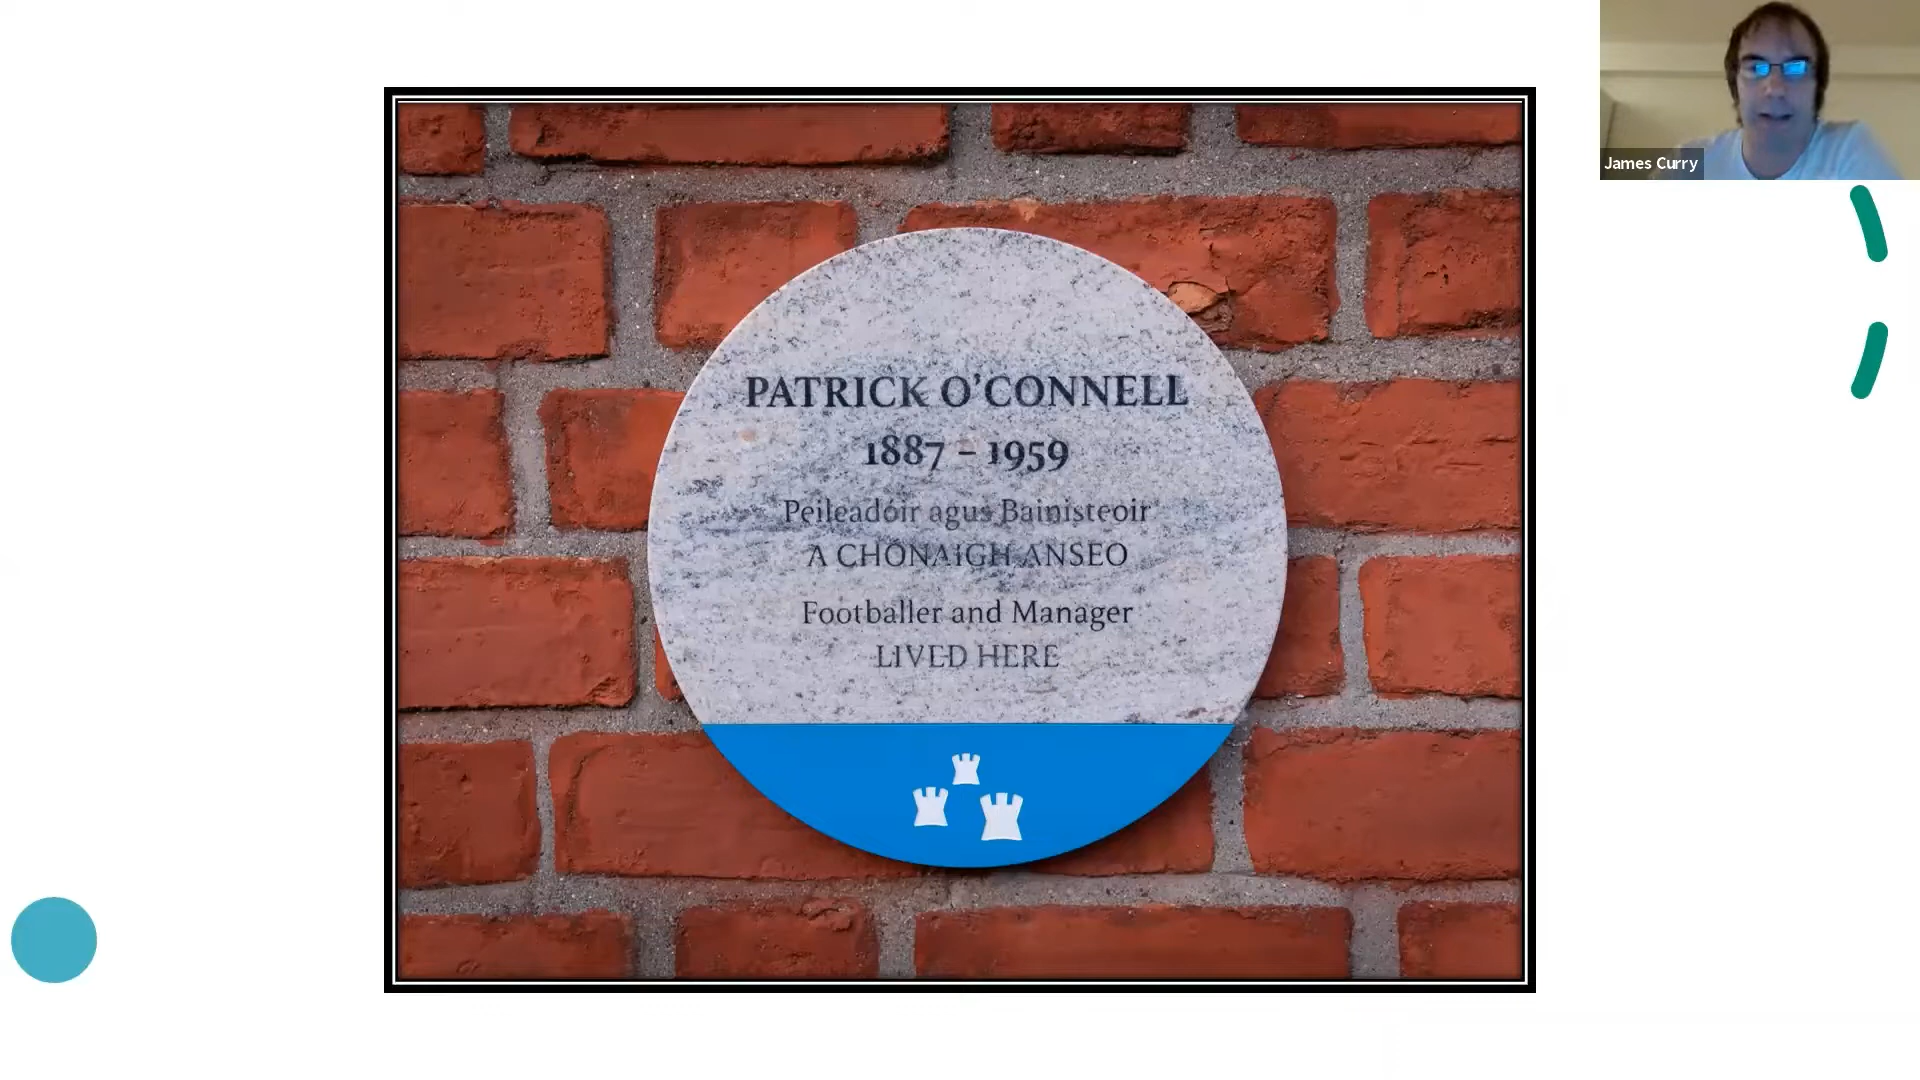 PATRICK O'CONNELL
1887 – 1959
Peileadóir agus Bainisteoir
A CHÓNAIGH ANSEO
Footballer and Manager
LIVED HERE
James Curry